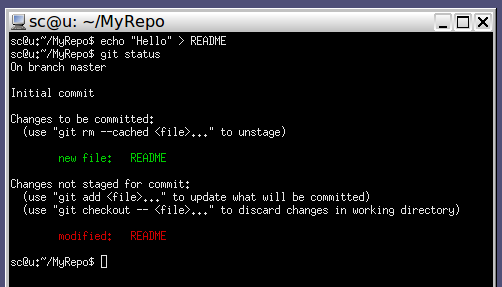 sc@u: ~/MyRepo
sc@u:~/MyRepo$ echo "Hello" > README
sc@u:~/MyRepo$ git status
On branch master
Initial commit
Changes to be committed:
(use "git rm --cached <file>..." to unstage)
new file: README
Changes not staged for commit:
(use "git add <file>..." to update what will be committed)
(use "git checkout -- <file>..." to discard changes in working directory)
modified: README
sc@u:~/MyRepo$